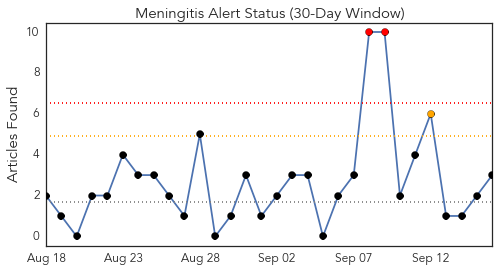 Meningitis Alert Status (30-Day Window)
Articles Found
10
8
6
4
2
0
Aug 18 Aug 23 Aug 28 Sep 02 Sep 07 Sep 12